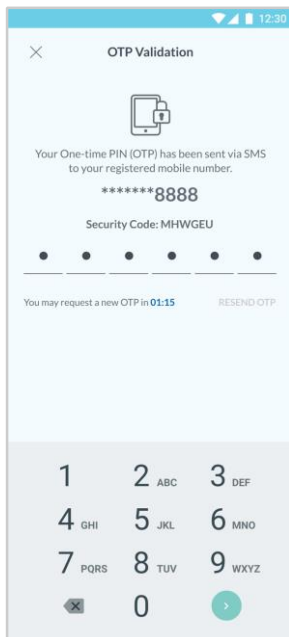 12:30
OTP Validation
Your One-time PIN (OTP) has been sent via SMS
to your registered mobile number.
*******8888
Security Code: MHWGEU
You may request a new OTP in 01:15 RESEND OTP
1 2 ABC 3 DEF
4 GHI 5 JKL 6 MNO
7 PQRS 8 TUV 9 WXYZ
0